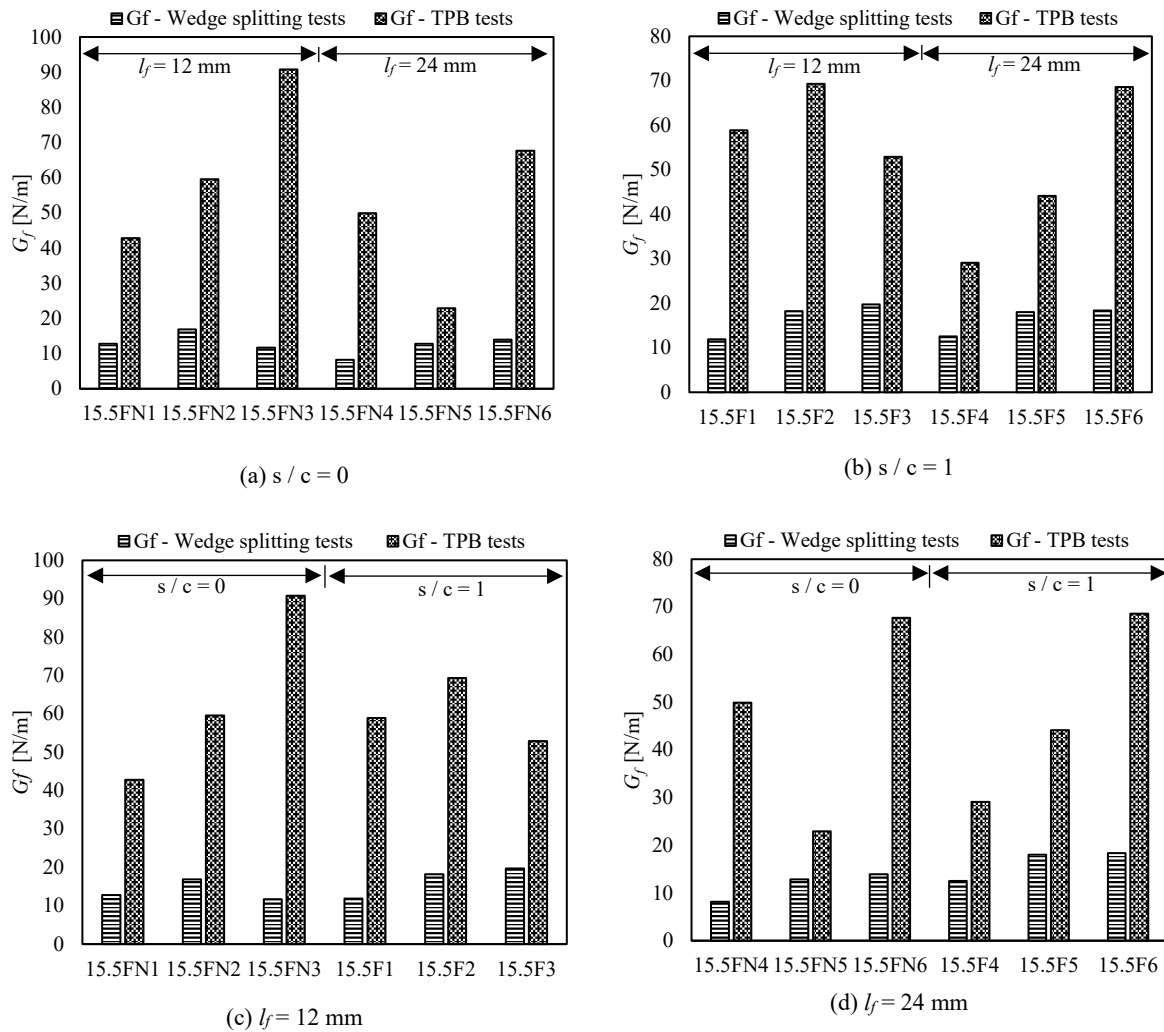 Gf - Wedge splitting tests Gf - TPB tests
100
90
80
70
60
50
40
30
20
10
0
G_f [N/m]
l_f = 12 mm l_f = 24 mm
15.5FN1 15.5FN2 15.5FN3 15.5FN4 15.5FN5 15.5FN6
(a) s / c = 0
Gf - Wedge splitting tests Gf - TPB tests
80
70
60
50
40
30
20
10
0
G_f [N/m]
l_f = 12 mm l_f = 24 mm
15.5F1 15.5F2 15.5F3 15.5F4 15.5F5 15.5F6
(b) s / c = 1
Gf - Wedge splitting tests Gf - TPB tests
100
90
80
70
60
50
40
30
20
10
0
Gf [N/m]
s / c = 0 s / c = 1
15.5FN1 15.5FN2 15.5FN3 15.5F1 15.5F2 15.5F3
(c) l_f = 12 mm
Gf - Wedge splitting tests Gf - TPB tests
80
70
60
50
40
30
20
10
0
G_f [N/m]
s / c = 0 s / c = 1
15.5FN4 15.5FN5 15.5FN6 15.5F4 15.5F5 15.5F6
(d) l_f = 24 mm